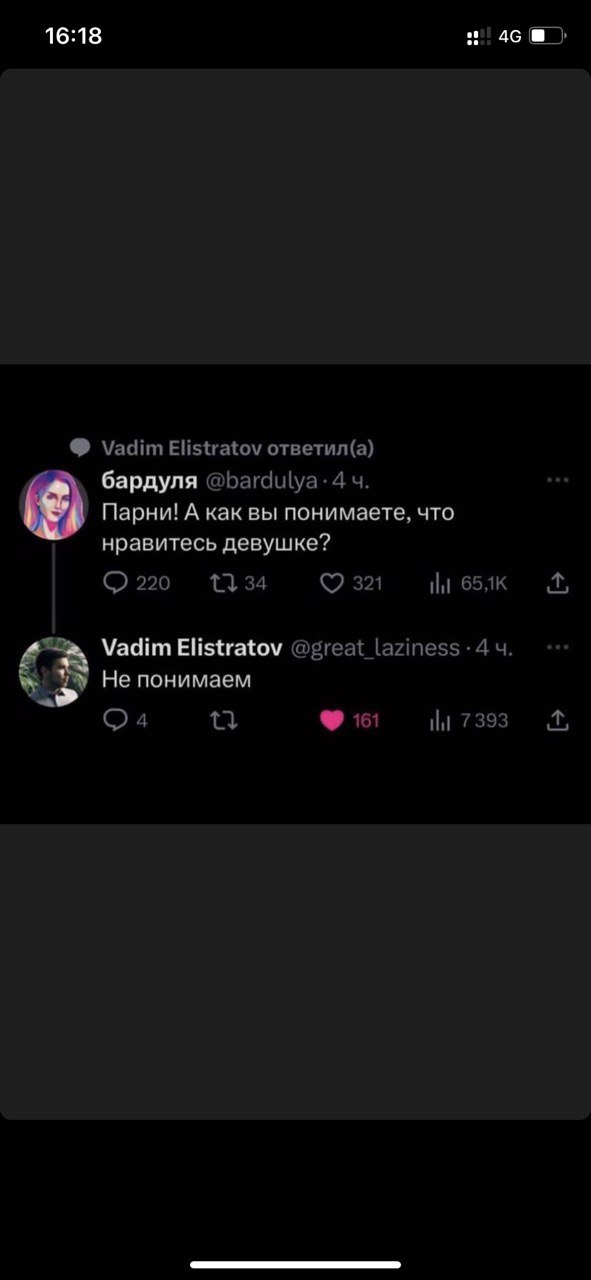 16:18
4G
Vadim Elistratov ответил(а)
бардуля @bardulya · 4 ч.
Парни! А как вы понимаете, что
нравитесь девушке?
220 34 321 65,1K
Vadim Elistratov @great_laziness · 4 ч.
Не понимаем
4 161 7 393